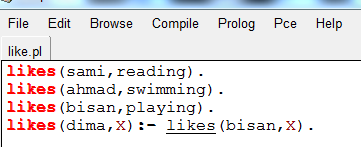 File Edit Browse Compile Prolog Pce Help
like.pl
likes(sami,reading).
likes(ahmad,swimming).
likes(bisan,playing).
likes(dima,X):- likes(bisan,X).